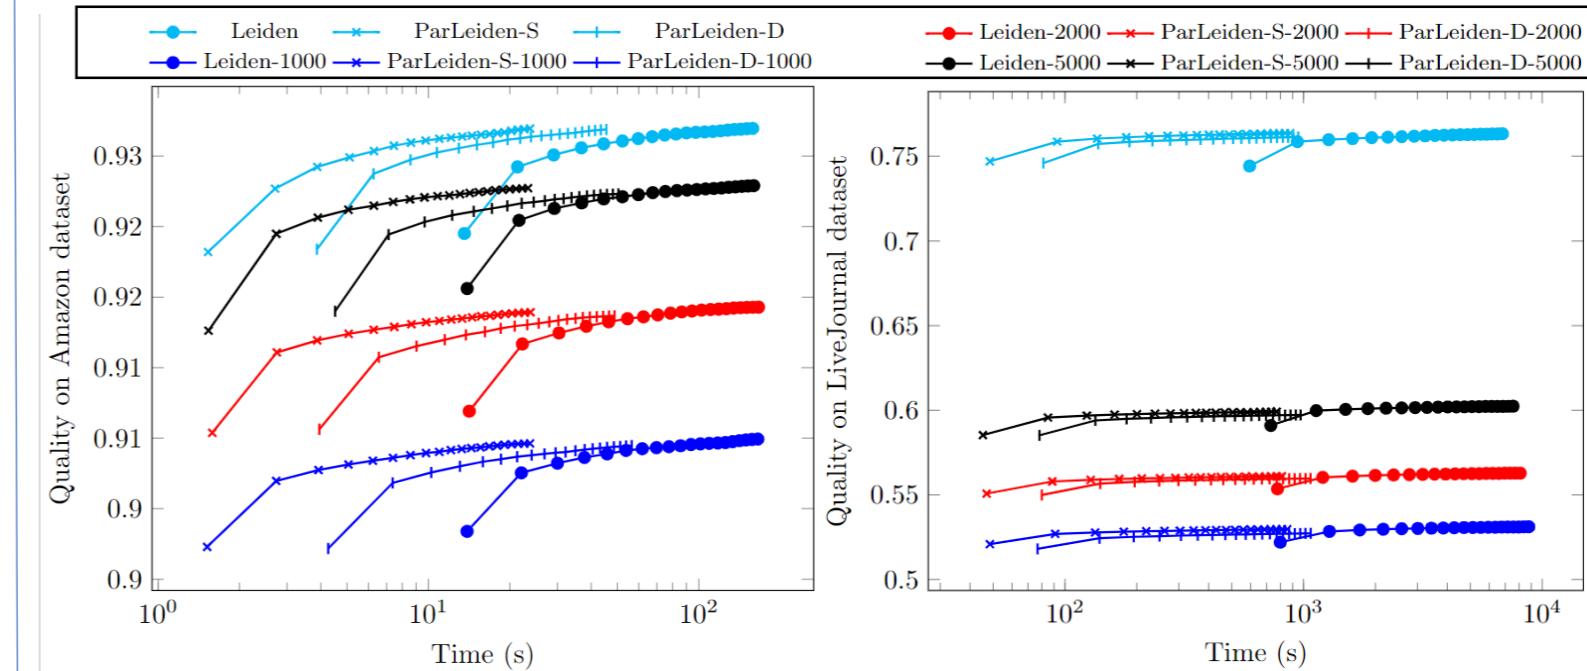 Leiden ParLeiden-S ParLeiden-D Leiden-2000 ParLeiden-S-2000 ParLeiden-D-2000
Leiden-1000 ParLeiden-S-1000 ParLeiden-D-1000 Leiden-5000 ParLeiden-S-5000 ParLeiden-D-5000
Quality on Amazon dataset
0.93
0.92
0.92
0.91
0.91
0.9
0.9
10^0 10^1 10^2
Time (s)
Quality on LiveJournal dataset
0.75
0.7
0.65
0.6
0.55
0.5
10^2 10^3 10^4
Time (s)